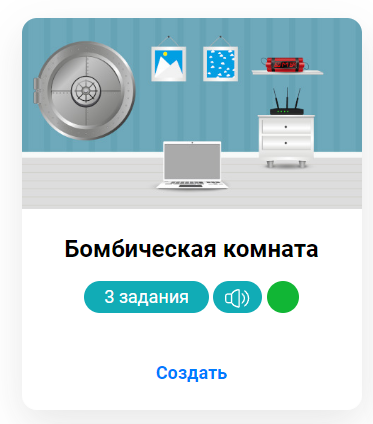 Бомбическая комната
3 задания
Создать